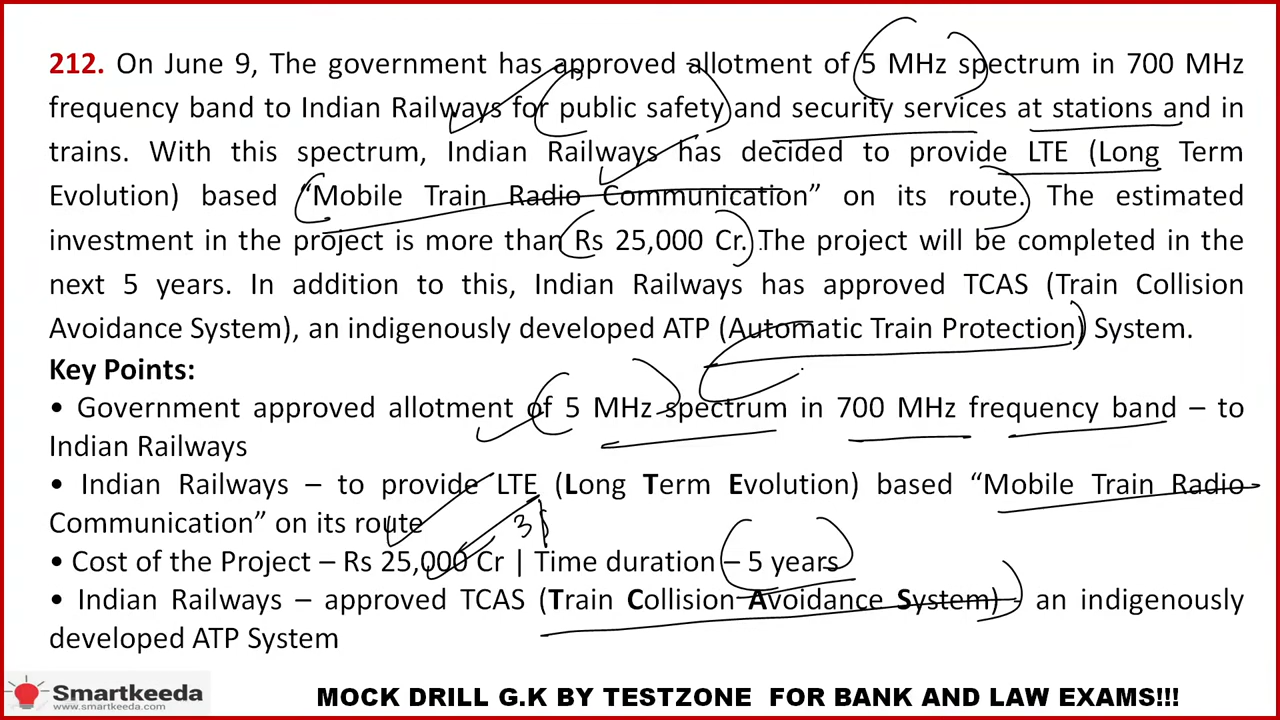 212. On June 9, The government has approved allotment of 5 MHz spectrum in 700 MHz
frequency band to Indian Railways for public safety and security services at stations and in
trains. With this spectrum, Indian Railways has decided to provide LTE (Long Term
Evolution) based “Mobile Train Radio Communication” on its route. The estimated
investment in the project is more than Rs 25,000 Cr. The project will be completed in the
next 5 years. In addition to this, Indian Railways has approved TCAS (Train Collision
Avoidance System), an indigenously developed ATP (Automatic Train Protection) System.
Key Points:
• Government approved allotment of 5 MHz spectrum in 700 MHz frequency band – to
Indian Railways
• Indian Railways – to provide LTE (Long Term Evolution) based “Mobile Train Radio
Communication” on its route
• Cost of the Project – Rs 25,000 Cr | Time duration – 5 years
• Indian Railways – approved TCAS (Train Collision Avoidance System) - an indigenously
developed ATP System
Smartkeeda
www.smartkeeda.com
MOCK DRILL G.K BY TESTZONE FOR BANK AND LAW EXAMS!!!